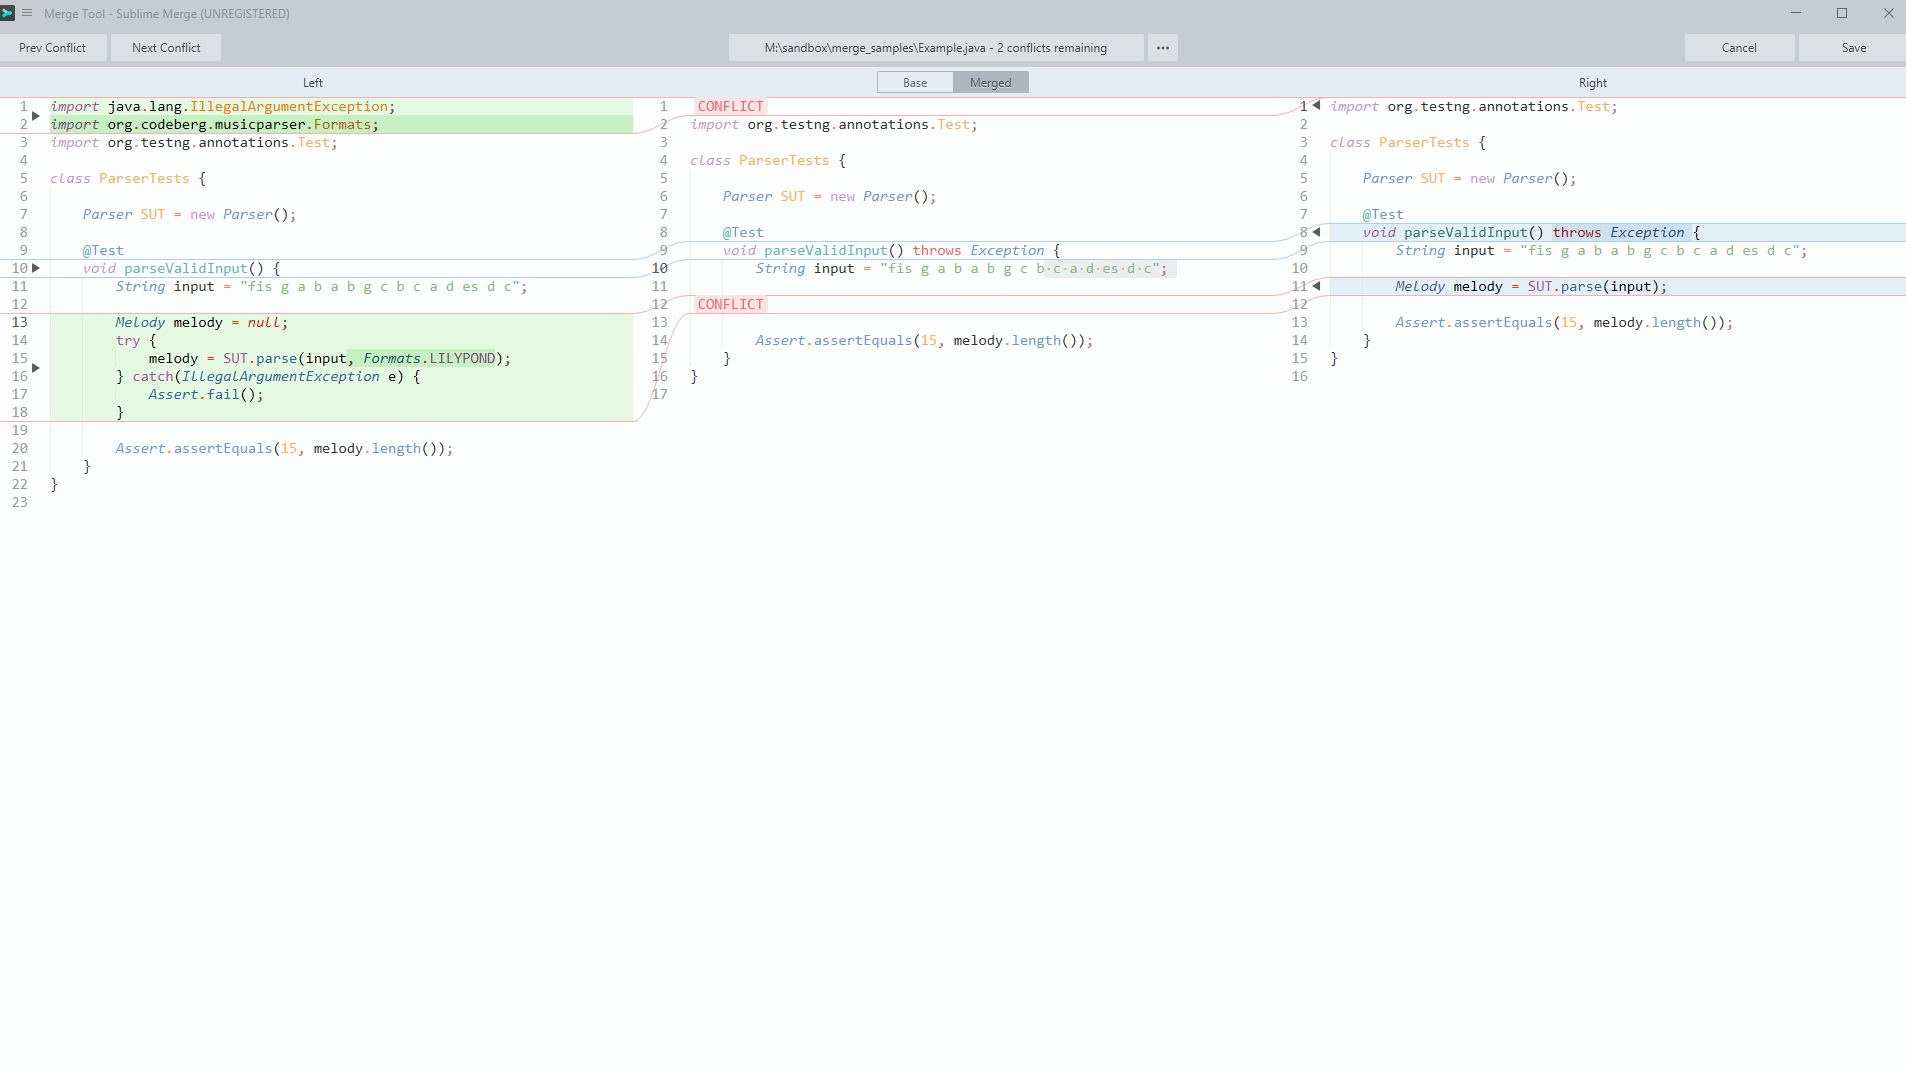 Merge Tool - Sublime Merge (UNREGISTERED)
Prev Conflict
Next Conflict
M:\sandbox\merge_samples\Example.java - 2 conflicts remaining
•••
Cancel
Save
Left
1 import java.lang.IllegalArgumentException;
2 import org.codeberg.musicparser.Formats;
3 import org.testng.annotations.Test;
4
5 class ParserTests {
6
7 Parser SUT = new Parser();
8
9 @Test
10 void parseValidInput() {
11 String input = "fis g a b a b g c b c a d es d c";
12
13 Melody melody = null;
14 try {
15 melody = SUT.parse(input, Formats.LILYPOND);
16 } catch(IllegalArgumentException e) {
17 Assert.fail();
18 }
19
20 Assert.assertEquals(15, melody.length());
21 }
22 }
23
Base
Merged
1 CONFLICT
2 import org.testng.annotations.Test;
3
4 class ParserTests {
5
6 Parser SUT = new Parser();
7
8 @Test
9 void parseValidInput() throws Exception {
10 String input = "fis g a b a b g c b·c·a·d·es·d·c";
11
12 CONFLICT
13
14 Assert.assertEquals(15, melody.length());
15 }
16 }
17
Right
1 import org.testng.annotations.Test;
2
3 class ParserTests {
4
5 Parser SUT = new Parser();
6
7 @Test
8 void parseValidInput() throws Exception {
9 String input = "fis g a b a b g c b c a d es d c";
10
11 Melody melody = SUT.parse(input);
12
13 Assert.assertEquals(15, melody.length());
14 }
15 }
16